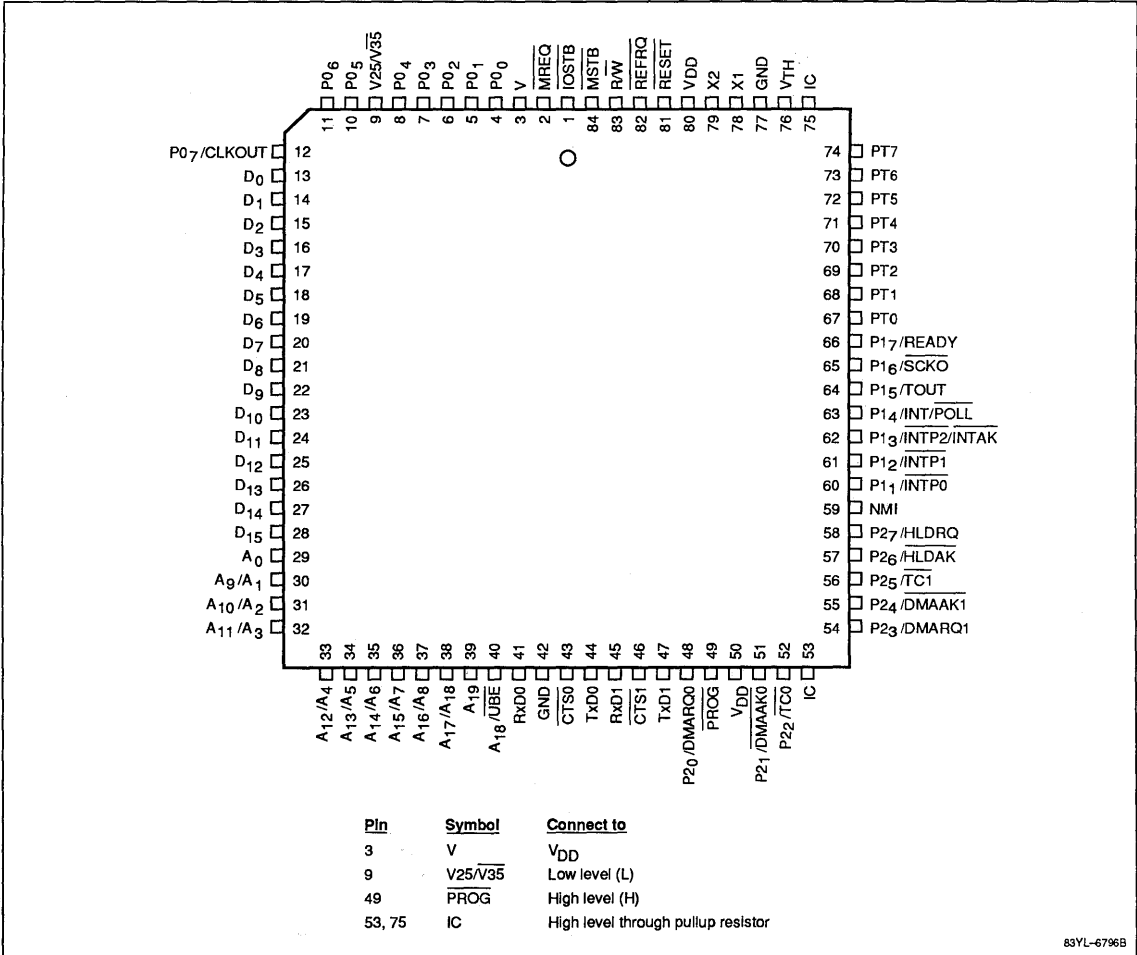 P0₆
P0₅
V25/V̅3̅5̅
P0₄
P0₃
P0₂
P0₁
P0₀
V
M̅R̅E̅Q̅
I̅O̅S̅T̅B̅
M̅S̅T̅B̅
R/W̅
R̅E̅F̅R̅Q̅
R̅E̅S̅E̅T̅
VDD
X2
X1
GND
VTH
IC
11 10 9 8 7 6 5 4 3 2 1 84 83 82 81 80 79 78 77 76 75
P0₇/CLKOUT 12
D₀ 13
D₁ 14
D₂ 15
D₃ 16
D₄ 17
D₅ 18
D₆ 19
D₇ 20
D₈ 21
D₉ 22
D₁₀ 23
D₁₁ 24
D₁₂ 25
D₁₃ 26
D₁₄ 27
D₁₅ 28
A₀ 29
A₉/A₁ 30
A₁₀/A₂ 31
A₁₁/A₃ 32
74 PT7
73 PT6
72 PT5
71 PT4
70 PT3
69 PT2
68 PT1
67 PT0
66 P1₇/READY
65 P1₆/S̅C̅K̅O̅
64 P1₅/TOUT
63 P1₄/INT/P̅O̅L̅L̅
62 P1₃/I̅N̅T̅P̅2̅/I̅N̅T̅A̅K̅
61 P1₂/I̅N̅T̅P̅1̅
60 P1₁/I̅N̅T̅P̅0̅
59 NMI
58 P2₇/HLDRQ
57 P2₆/H̅L̅D̅A̅K̅
56 P2₅/T̅C̅1̅
55 P2₄/D̅M̅A̅A̅K̅1̅
54 P2₃/DMARQ1
33 34 35 36 37 38 39 40 41 42 43 44 45 46 47 48 49 50 51 52 53
A₁₂/A₄
A₁₃/A₅
A₁₄/A₆
A₁₅/A₇
A₁₆/A₈
A₁₇/A₁₈
A₁₉
A₁₈/U̅B̅E̅
RxD0
GND
C̅T̅S̅0̅
TxD0
RxD1
C̅T̅S̅1̅
TxD1
P2₀/DMARQ0
P̅R̅O̅G̅
VDD
P2₁/D̅M̅A̅A̅K̅0̅
P2₂/T̅C̅0̅
IC
Pin Symbol Connect to
3 V VDD
9 V25/V̅3̅5̅ Low level (L)
49 P̅R̅O̅G̅ High level (H)
53, 75 IC High level through pullup resistor
83YL-6796B